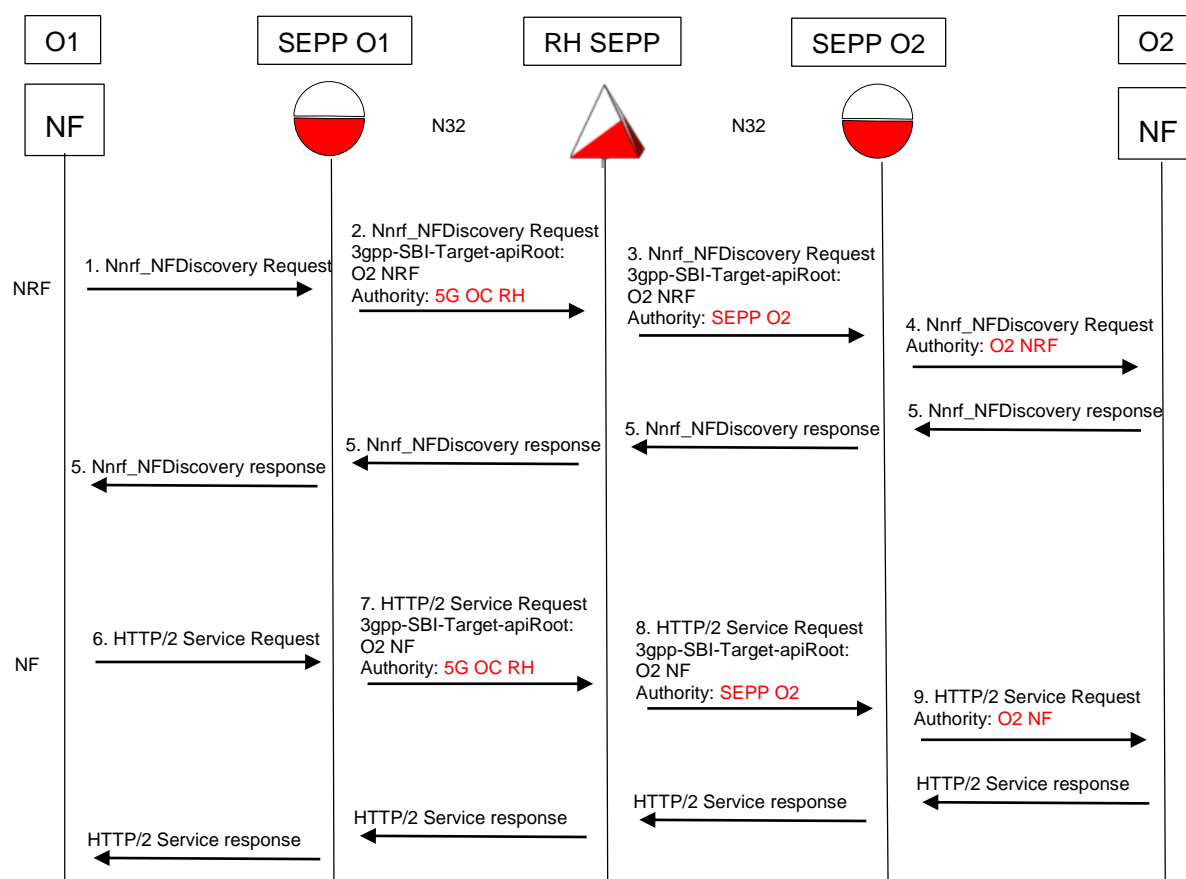 O1
SEPP O1
RH SEPP
SEPP O2
O2
NF
N32
N32
NF
2. Nnrf_NFDiscovery Request
3gpp-SBI-Target-apiRoot:
O2 NRF
Authority: 5G OC RH
3. Nnrf_NFDiscovery Request
3gpp-SBI-Target-apiRoot:
O2 NRF
Authority: SEPP O2
1. Nnrf_NFDiscovery Request
NRF
4. Nnrf_NFDiscovery Request
Authority: O2 NRF
5. Nnrf_NFDiscovery response
5. Nnrf_NFDiscovery response
5. Nnrf_NFDiscovery response
5. Nnrf_NFDiscovery response
7. HTTP/2 Service Request
3gpp-SBI-Target-apiRoot:
O2 NF
Authority: 5G OC RH
8. HTTP/2 Service Request
3gpp-SBI-Target-apiRoot:
O2 NF
Authority: SEPP O2
6. HTTP/2 Service Request
NF
9. HTTP/2 Service Request
Authority: O2 NF
HTTP/2 Service response
HTTP/2 Service response
HTTP/2 Service response
HTTP/2 Service response